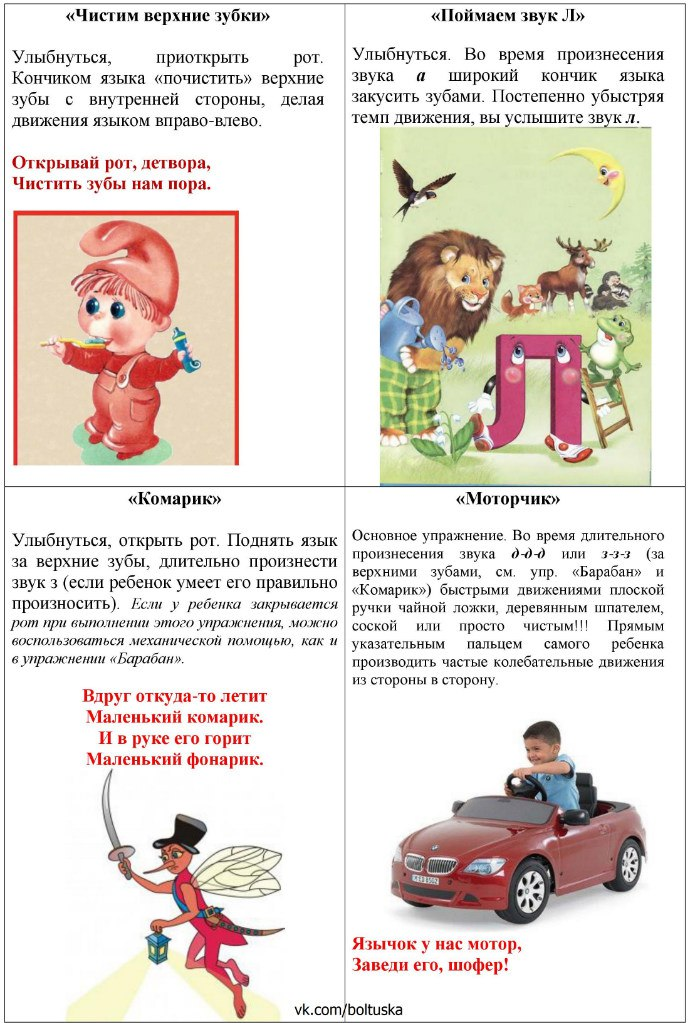 «Чистим верхние зубки»
Улыбнуться, приоткрыть рот.
Кончиком языка «почистить» верхние
зубы с внутренней стороны, делая
движения языком вправо-влево.
Открывай рот, детвора,
Чистить зубы нам пора.
«Поймаем звук Л»
Улыбнуться. Во время произнесения
звука а широкий кончик языка
закусить зубами. Постепенно убыстряя
темп движения, вы услышите звук л.
Л
«Комарик»
Улыбнуться, открыть рот. Поднять язык
за верхние зубы, длительно произнести
звук з (если ребенок умеет его правильно
произносить). Если у ребенка закрывается
рот при выполнении этого упражнения, можно
воспользоваться механической помощью, как и
в упражнении «Барабан».
Вдруг откуда-то летит
Маленький комарик.
И в руке его горит
Маленький фонарик.
«Моторчик»
Основное упражнение. Во время длительного
произнесения звука д-д-д или з-з-з (за
верхними зубами, см. упр. «Барабан» и
«Комарик») быстрыми движениями плоской
ручки чайной ложки, деревянным шпателем,
соской или просто чистым!!! Прямым
указательным пальцем самого ребенка
производить частые колебательные движения
из стороны в сторону.
Язычок у нас мотор,
Заведи его, шофер!
vk.com/boltuska